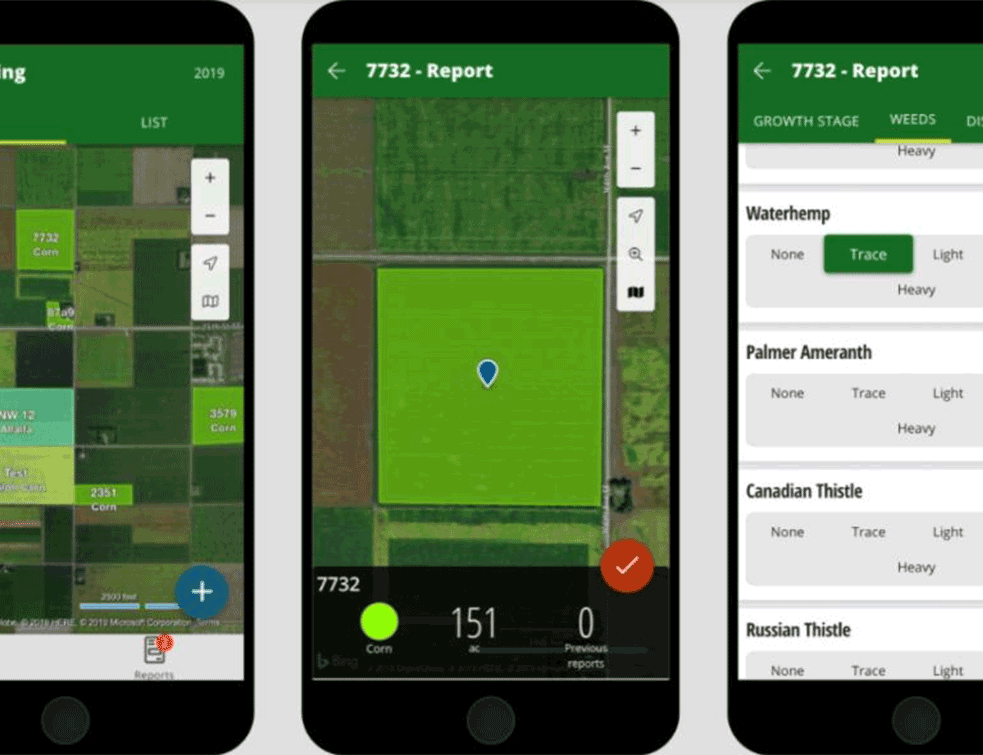 ing
2019
LIST
7732
Corn
87a9
Corn
NW 12
Alfalfa
3579
Corn
Test
2351
Corn
2500 feet
© 2019 HERE, © 2019 Microsoft Corporation Terms
Reports
7732 - Report
7732
Corn
151
ac
0
Previous
reports
Bing
7732 - Report
GROWTH STAGE
WEEDS
DIS
Heavy
Waterhemp
None
Trace
Light
Heavy
Palmer Ameranth
None
Trace
Light
Heavy
Canadian Thistle
None
Trace
Light
Heavy
Russian Thistle
None
Trace
Light